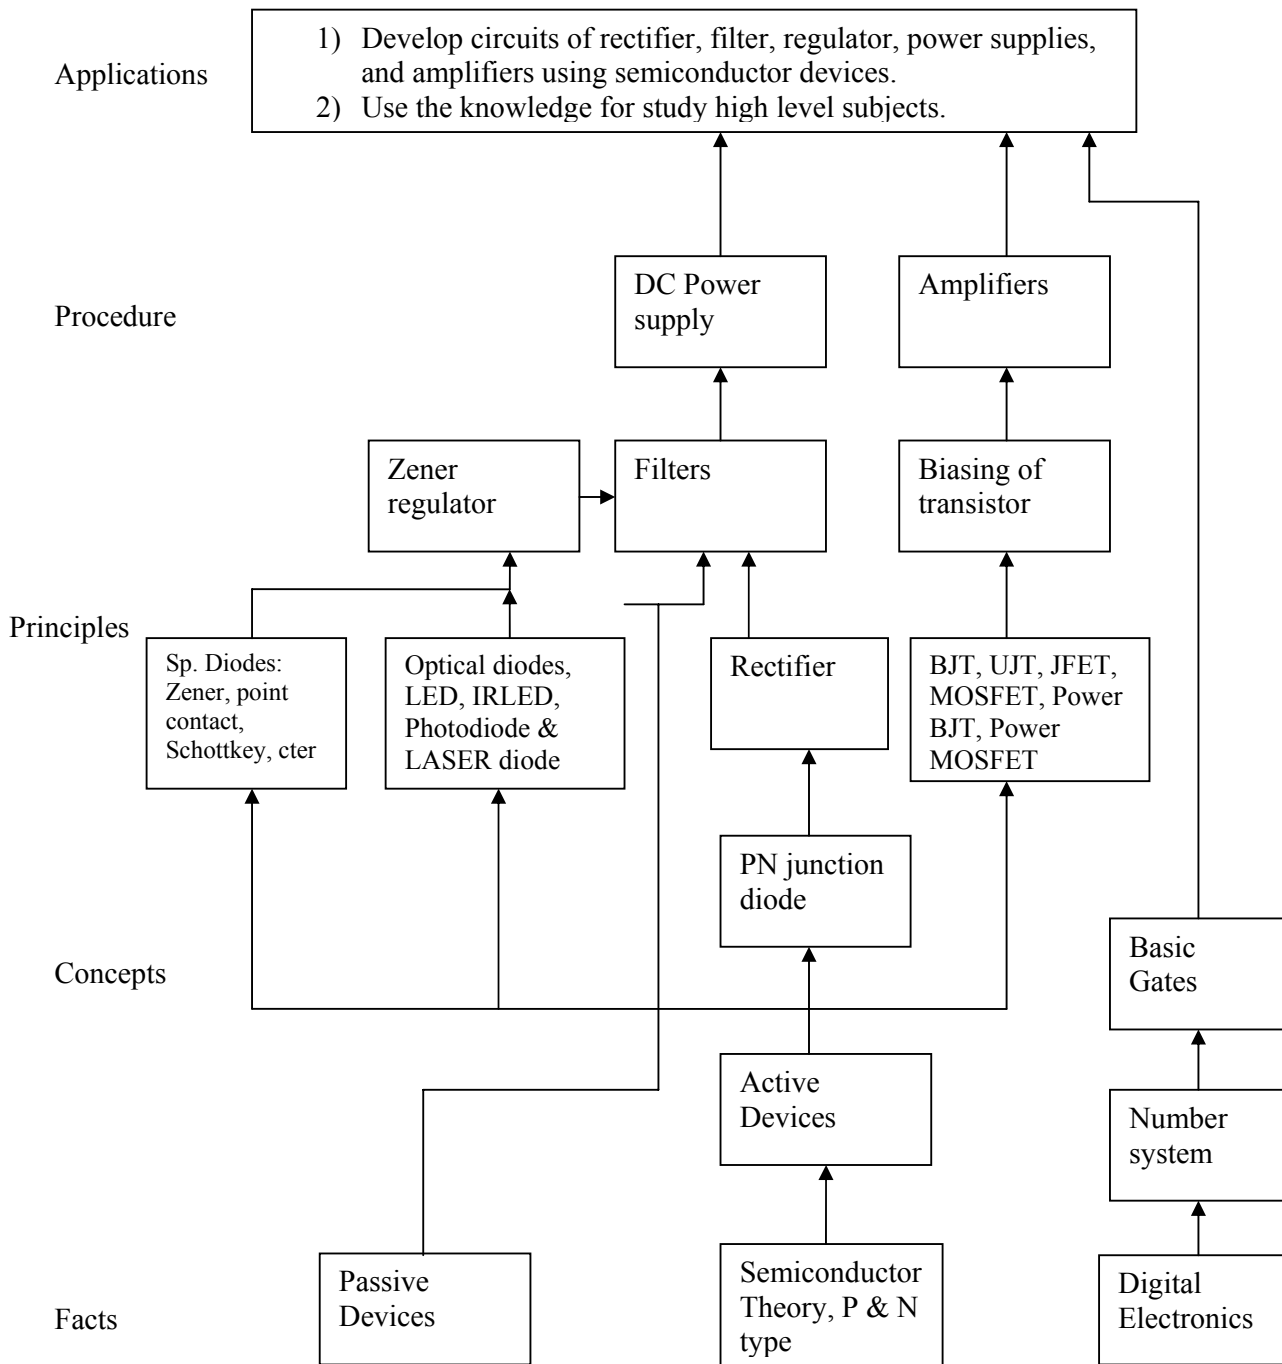 1) Develop circuits of rectifier, filter, regulator, power supplies,
and amplifiers using semiconductor devices.
2) Use the knowledge for study high level subjects.
Applications
DC Power
supply
Amplifiers
Procedure
Zener
regulator
Filters
Biasing of
transistor
Principles
Sp. Diodes:
Zener, point
contact,
Schottkey, cter
Optical diodes,
LED, IRLED,
Photodiode &
LASER diode
Rectifier
BJT, UJT, JFET,
MOSFET, Power
BJT, Power
MOSFET
PN junction
diode
Concepts
Basic
Gates
Active
Devices
Number
system
Passive
Devices
Semiconductor
Theory, P & N
type
Digital
Electronics
Facts